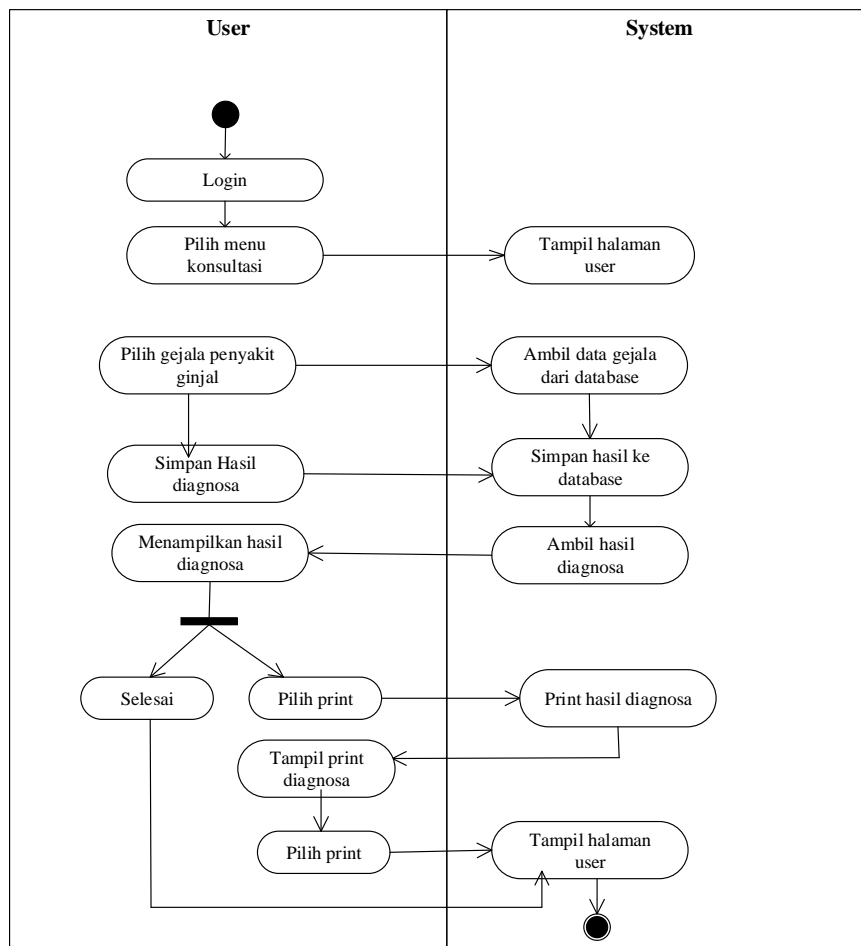 User
System
Login
Pilih menu
konsultasi
Tampil halaman
user
Pilih gejala penyakit
ginjal
Ambil data gejala
dari database
Simpan Hasil
diagnosa
Simpan hasil ke
database
Menampilkan hasil
diagnosa
Ambil hasil
diagnosa
Selesai
Pilih print
Print hasil diagnosa
Tampil print
diagnosa
Pilih print
Tampil halaman
user